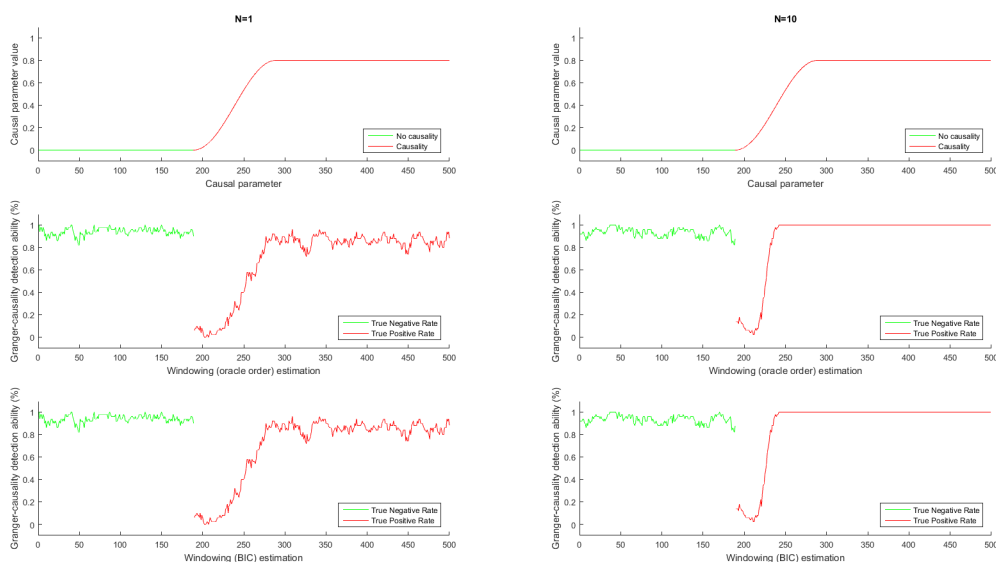 N=1
Causal parameter value
1
0.8
0.6
0.4
0.2
0
0 50 100 150 200 250 300 350 400 450 500
No causality
Causality
Causal parameter
N=10
Causal parameter value
1
0.8
0.6
0.4
0.2
0
0 50 100 150 200 250 300 350 400 450 500
No causality
Causality
Causal parameter
Granger-causality detection ability (%)
1
0.8
0.6
0.4
0.2
0
0 50 100 150 200 250 300 350 400 450 500
True Negative Rate
True Positive Rate
Windowing (oracle order) estimation
Granger-causality detection ability (%)
1
0.8
0.6
0.4
0.2
0
0 50 100 150 200 250 300 350 400 450 500
True Negative Rate
True Positive Rate
Windowing (oracle order) estimation
Granger-causality detection ability (%)
1
0.8
0.6
0.4
0.2
0
0 50 100 150 200 250 300 350 400 450 500
True Negative Rate
True Positive Rate
Windowing (BIC) estimation
Granger-causality detection ability (%)
1
0.8
0.6
0.4
0.2
0
0 50 100 150 200 250 300 350 400 450 500
True Negative Rate
True Positive Rate
Windowing (BIC) estimation